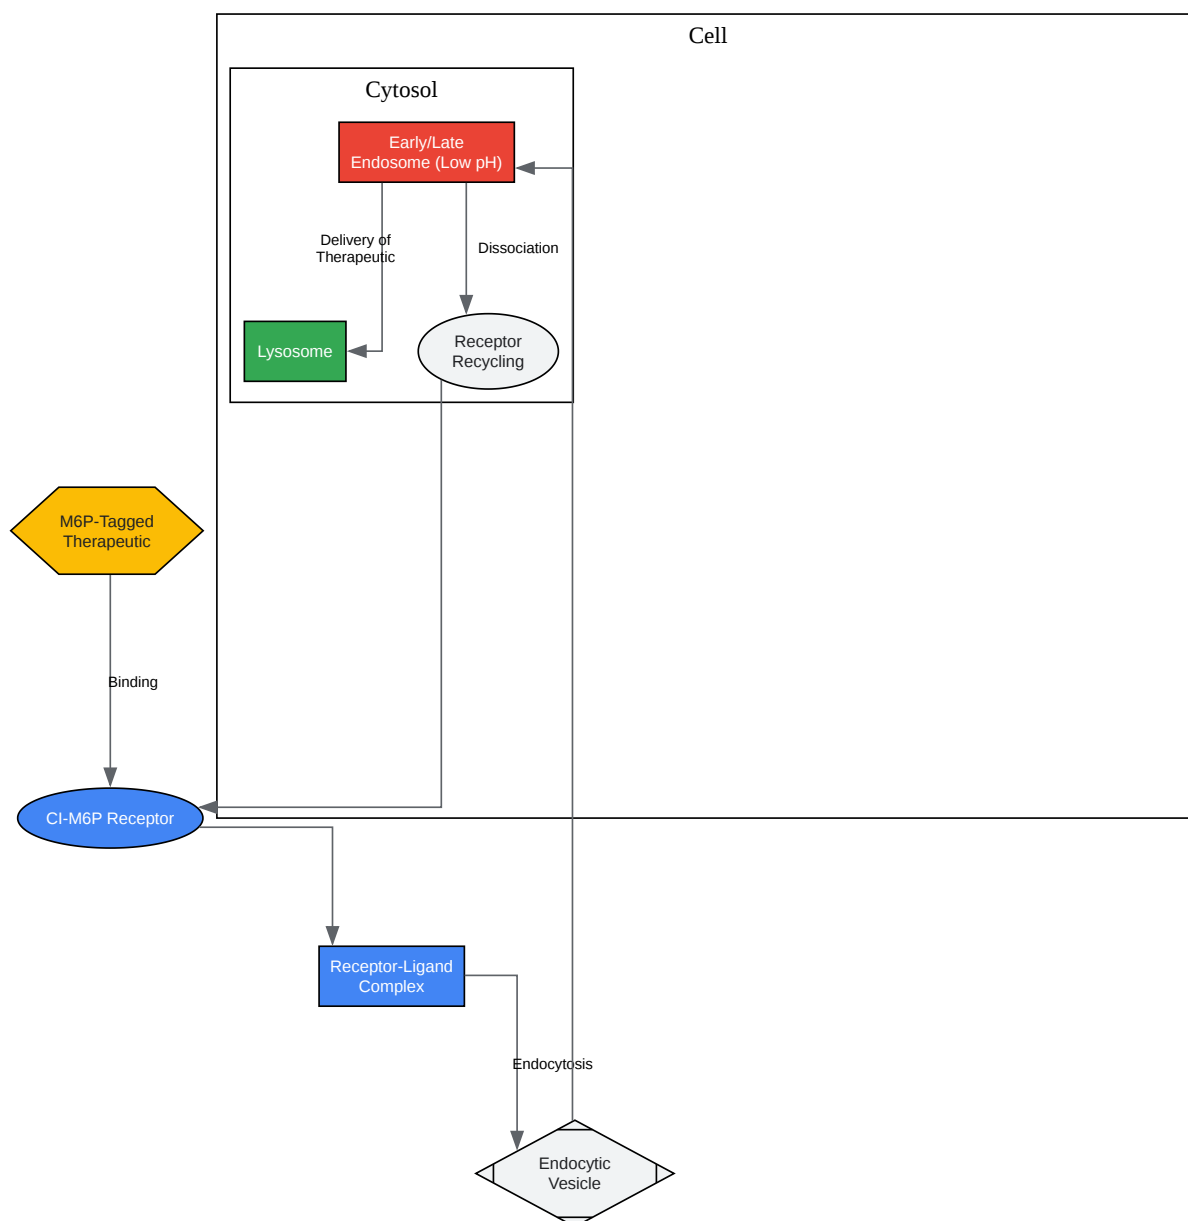 Cell
Cytosol
Early/Late
Endosome (Low pH)
Delivery of
Therapeutic
Dissociation
Lysosome
Receptor
Recycling
M6P-Tagged
Therapeutic
Binding
CI-M6P Receptor
Receptor-Ligand
Complex
Endocytosis
Endocytic
Vesicle